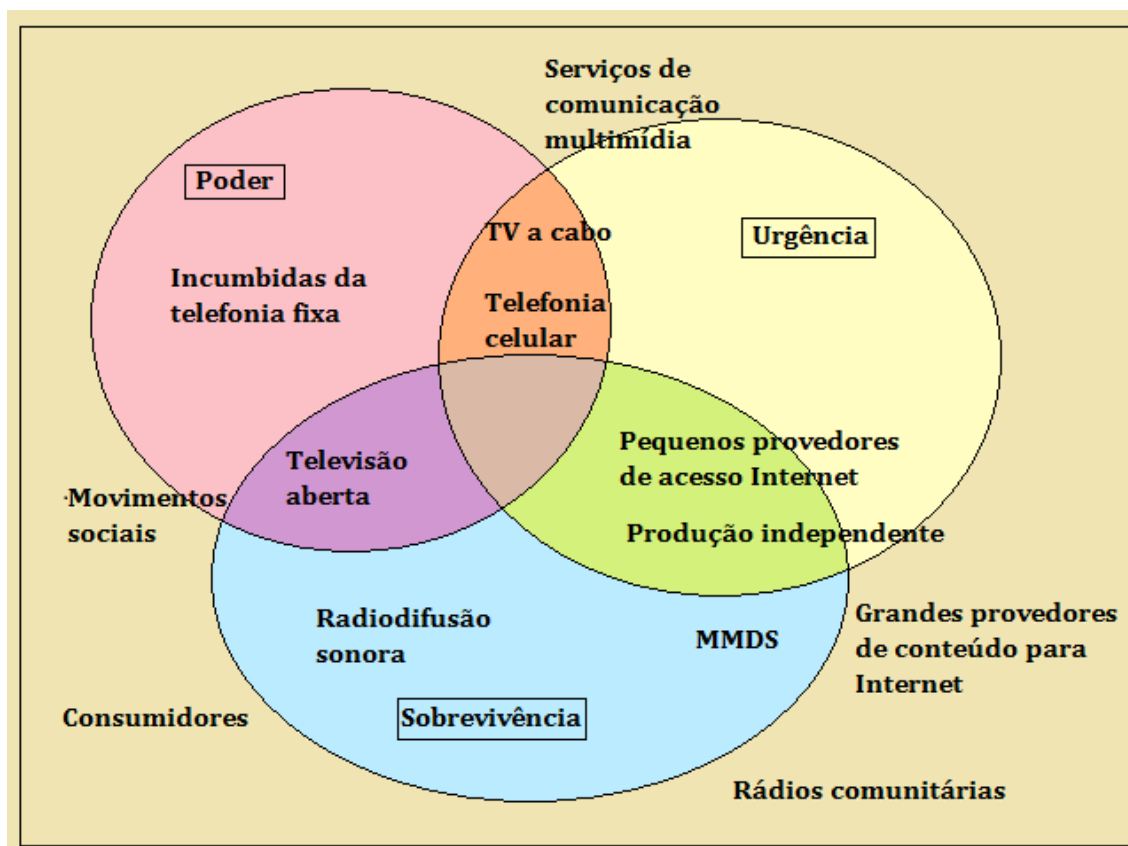 Serviços de
comunicação
multimídia
Poder
TV a cabo
Urgência
Incumbidas da
telefonia fixa
Telefonia
celular
Pequenos provedores
de acesso Internet
Televisão
aberta
·Movimentos
sociais
Produção independente
Radiodifusão
sonora
MMDS
Grandes provedores
de conteúdo para
Internet
Consumidores
Sobrevivência
Rádios comunitárias